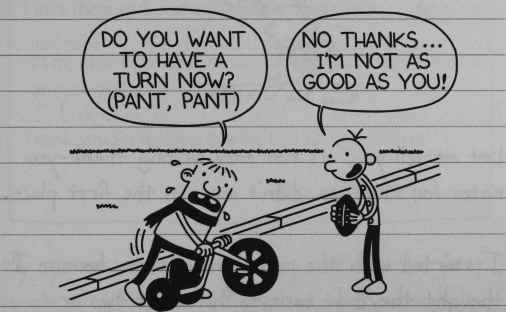 DO YOU WANT
TO HAVE A
TURN NOW?
(PANT, PANT)
NO THANKS...
I'M NOT AS
GOOD AS YOU!